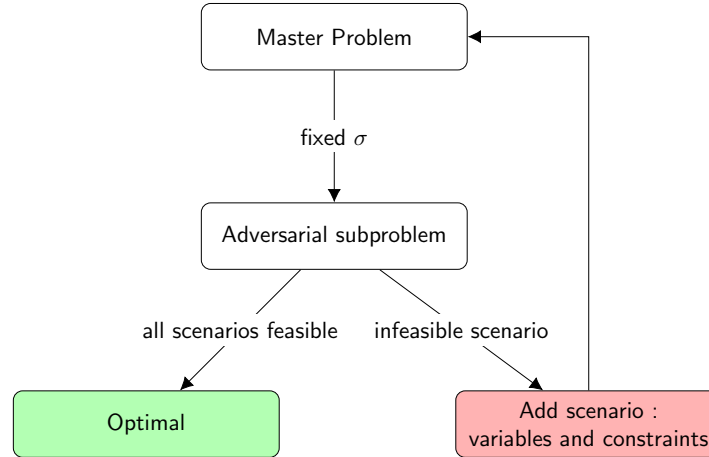 Master Problem
fixed σ
Adversarial subproblem
all scenarios feasible
infeasible scenario
Optimal
Add scenario :
variables and constraints